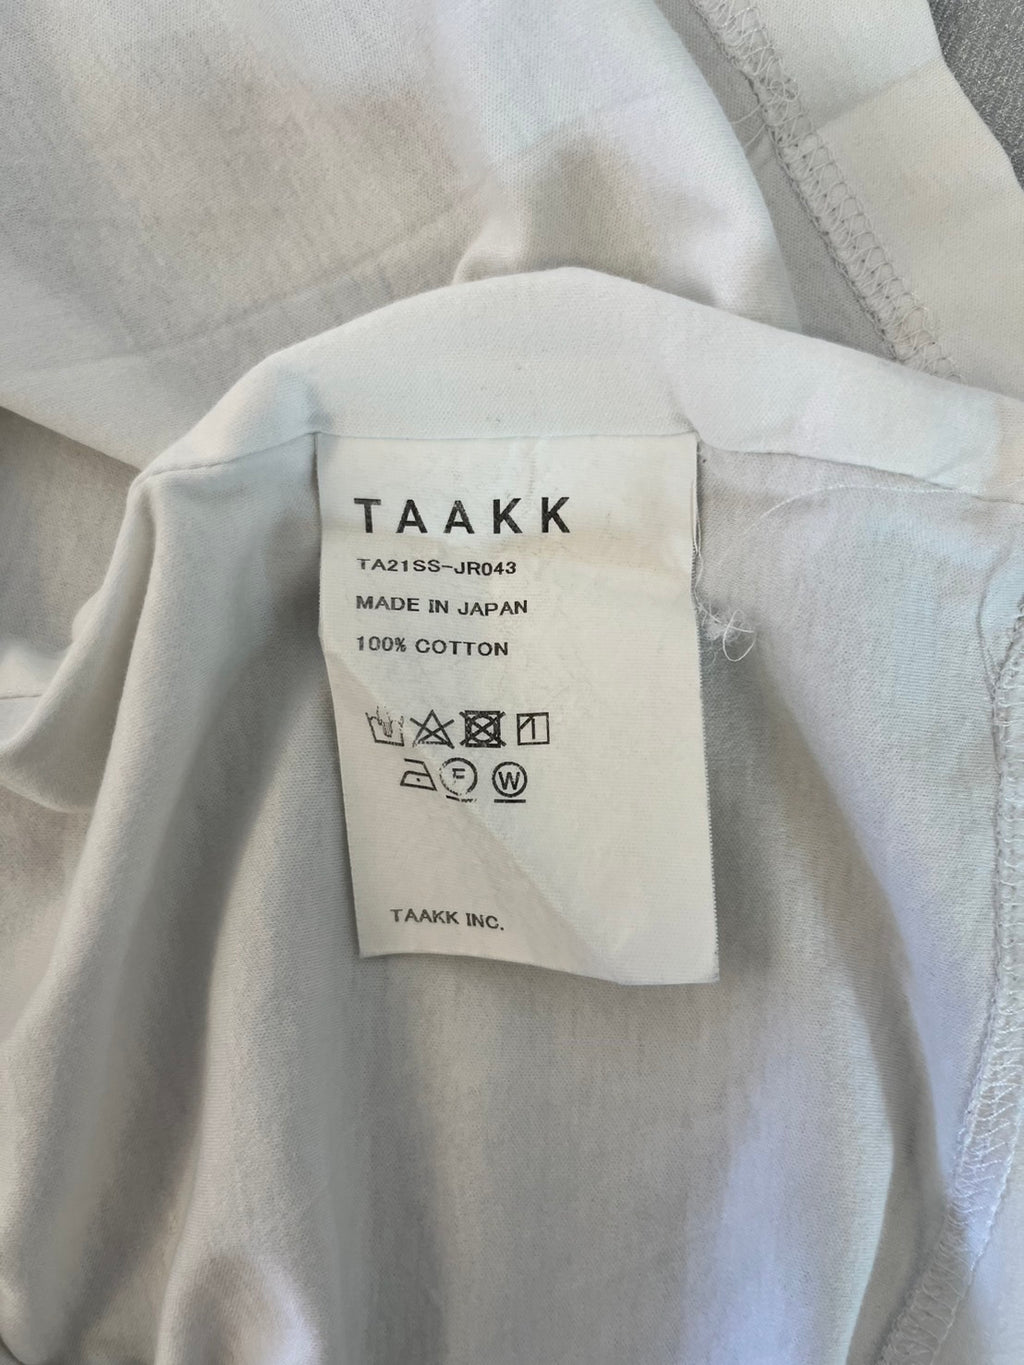 TAAKK
TA21SS-JR043
MADE IN JAPAN
100% COTTON
F W
TAAKK INC.